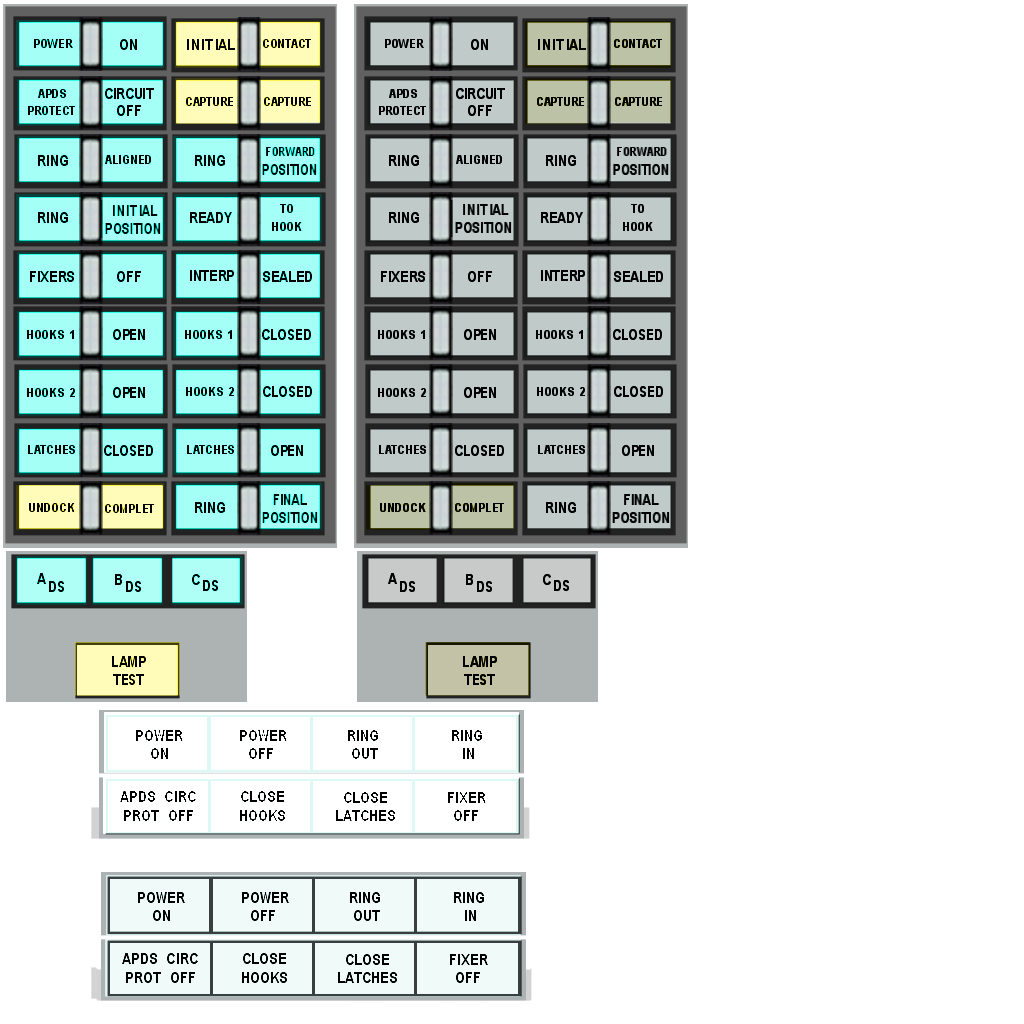 POWER ON INITIAL CONTACT
APDS PROTECT CIRCUIT OFF CAPTURE CAPTURE
RING ALIGNED RING FORWARD POSITION
RING INITIAL POSITION READY TO HOOK
FIXERS OFF INTERP SEALED
HOOKS 1 OPEN HOOKS 1 CLOSED
HOOKS 2 OPEN HOOKS 2 CLOSED
LATCHES CLOSED LATCHES OPEN
UNDOCK COMPLET RING FINAL POSITION
A DS B DS C DS
LAMP
TEST
POWER ON INITIAL CONTACT
APDS PROTECT CIRCUIT OFF CAPTURE CAPTURE
RING ALIGNED RING FORWARD POSITION
RING INITIAL POSITION READY TO HOOK
FIXERS OFF INTERP SEALED
HOOKS 1 OPEN HOOKS 1 CLOSED
HOOKS 2 OPEN HOOKS 2 CLOSED
LATCHES CLOSED LATCHES OPEN
UNDOCK COMPLET RING FINAL POSITION
A DS B DS C DS
LAMP
TEST
POWER ON POWER OFF RING OUT RING IN
APDS CIRC PROT OFF CLOSE HOOKS CLOSE LATCHES FIXER OFF
POWER ON POWER OFF RING OUT RING IN
APDS CIRC PROT OFF CLOSE HOOKS CLOSE LATCHES FIXER OFF